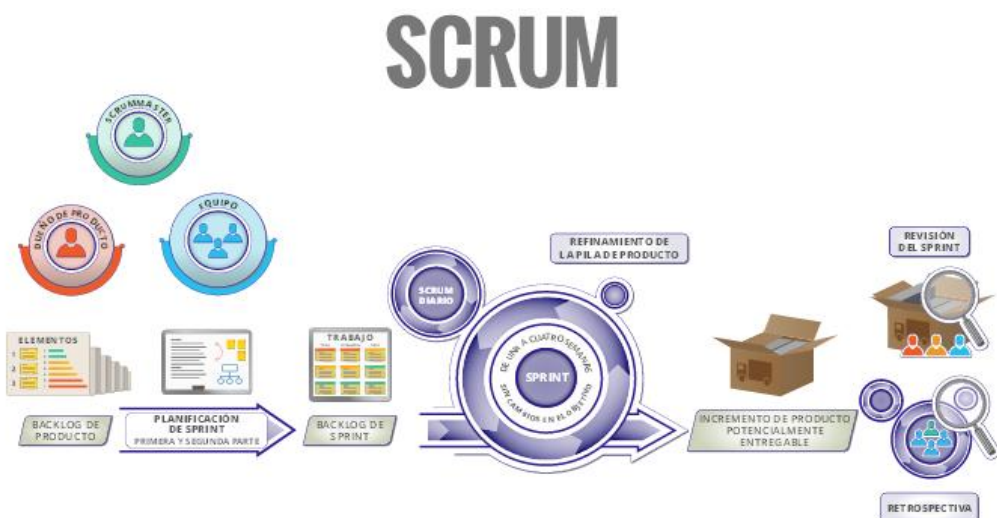 SCRUM
SCRUMMASTER
DUEÑO DE PRODUCTO
EQUIPO
REFINAMIENTO DE
LA PILA DE PRODUCTO
REVISIÓN
DEL SPRINT
SCRUM
DIARIO
ELEMENTOS
TRABAJO
DE UNA A CUATRO SEMANAS
SIN CAMBIOS EN EL OBJETIVO
SPRINT
BACKLOG DE
PRODUCTO
PLANIFICACIÓN
DE SPRINT
PRIMERA Y SEGUNDA PARTE
BACKLOG DE
SPRINT
INCREMENTO DE PRODUCTO
POTENCIALMENTE
ENTREGABLE
RETROSPECTIVA